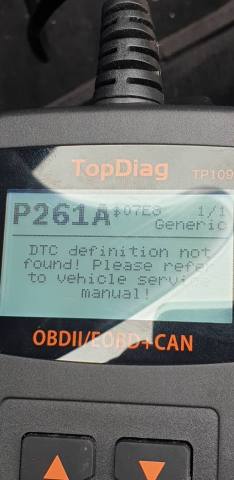 TopDiag
TP109
P261A $07E8 1/1
Generic
DTC definition not
found! Please refer
to vehicle service
manual!
OBDII/EOBD+CAN